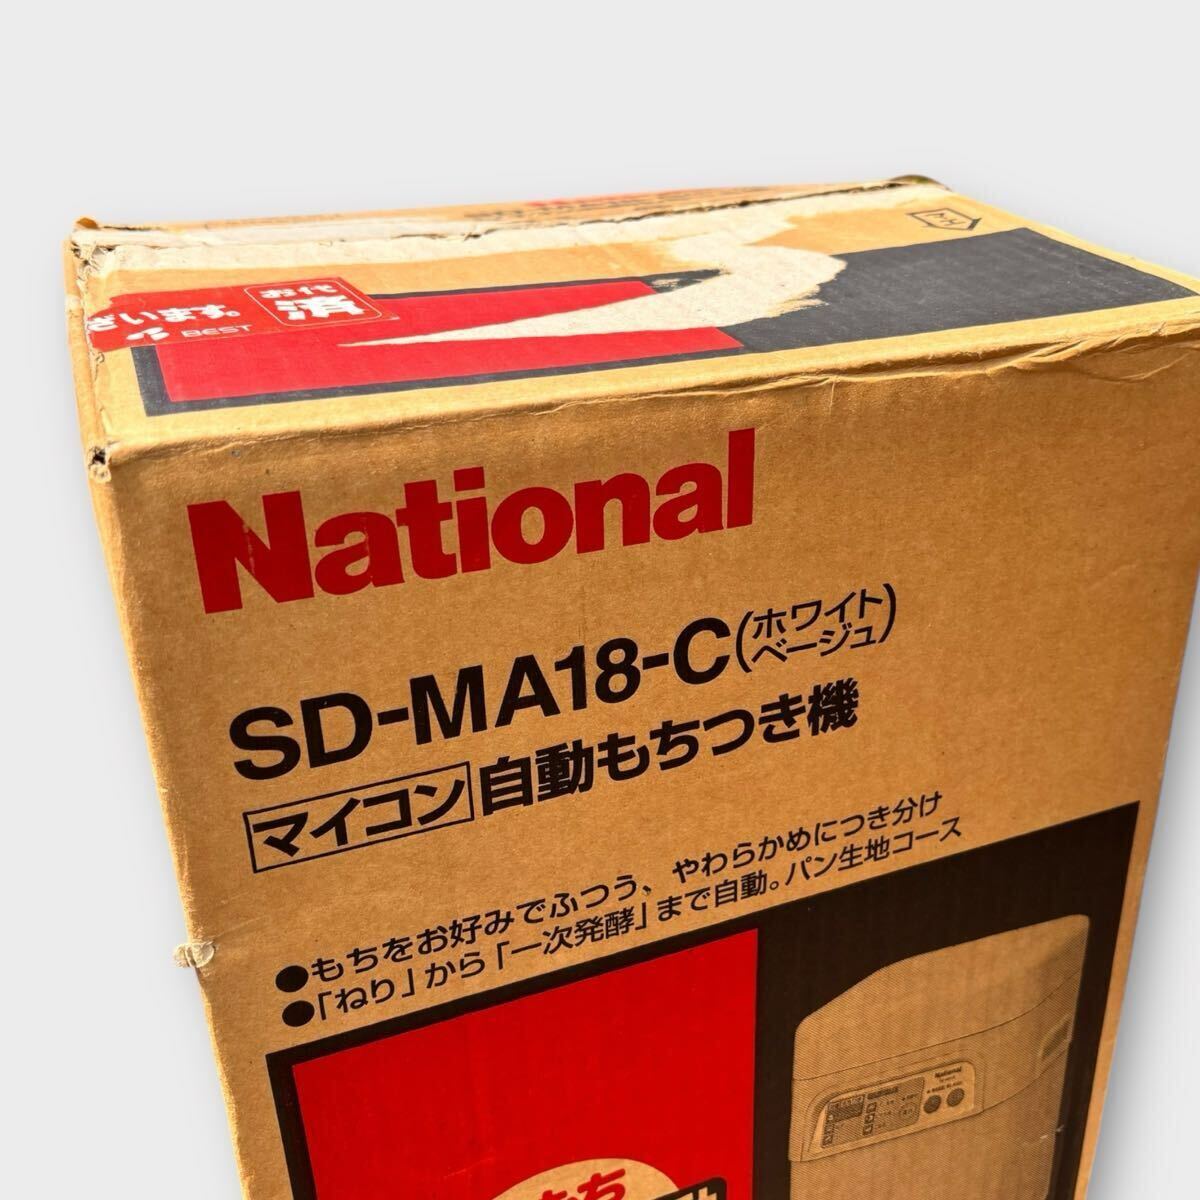 お代
済
ざいます。
BEST
National
SD-MA18-C(ホワイトベージュ)
マイコン 自動もちつき機
●もちをお好みでふつう、やわらかめにつき分け
●「ねり」から「一次発酵」まで自動。パン生地コース
National
もち